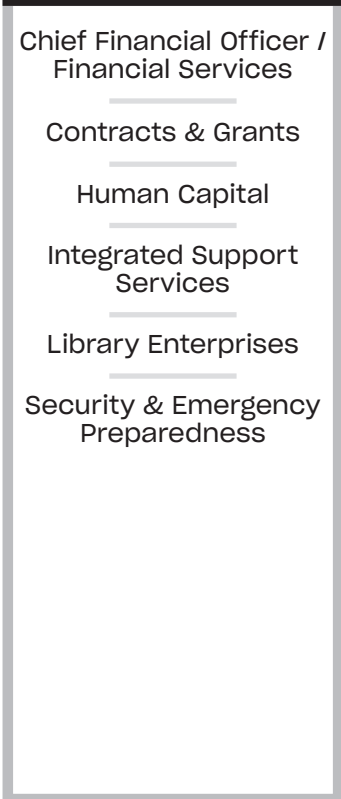 Chief Financial Officer /
Financial Services
Contracts & Grants
Human Capital
Integrated Support
Services
Library Enterprises
Security & Emergency
Preparedness